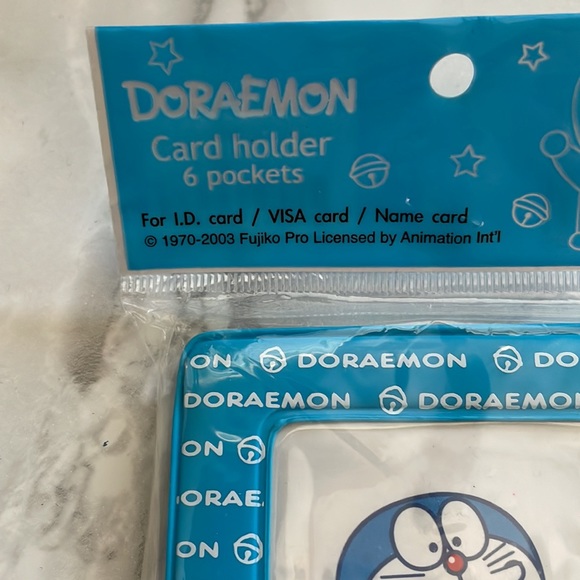 DORAEMON
Card holder
6 pockets
For I.D. card / VISA card / Name card
© 1970-2003 Fujiko Pro Licensed by Animation Int'l
ON DORAEMON DO
DORAEMON DORAEMON
ON
ORAE
ON